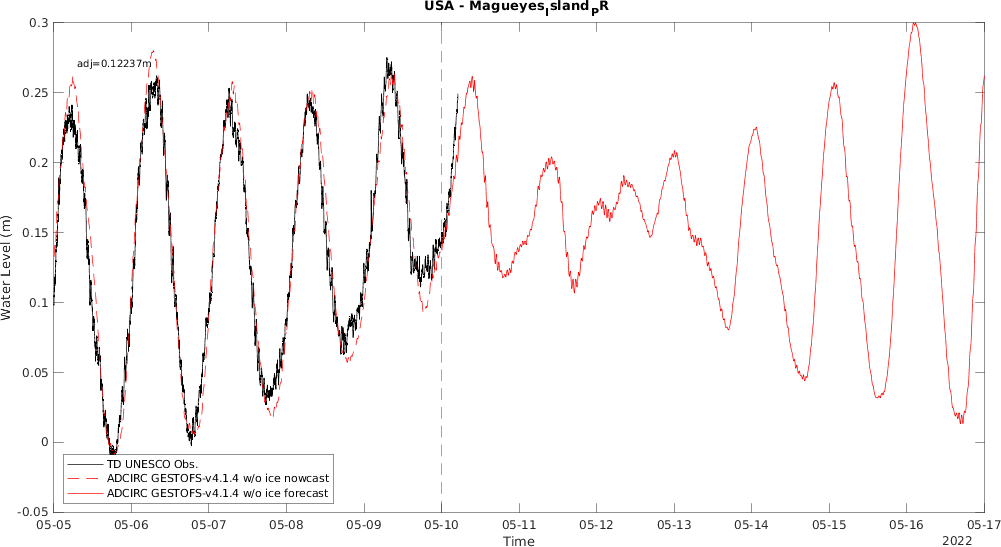 USA - Magueyes_Island_PR
0.3
0.25
0.2
0.15
0.1
0.05
0
-0.05
Water Level (m)
adj=0.12237m
TD UNESCO Obs.
ADCIRC GESTOFS-v4.1.4 w/o ice nowcast
ADCIRC GESTOFS-v4.1.4 w/o ice forecast
05-05 05-06 05-07 05-08 05-09 05-10 05-11 05-12 05-13 05-14 05-15 05-16 05-17
Time
2022